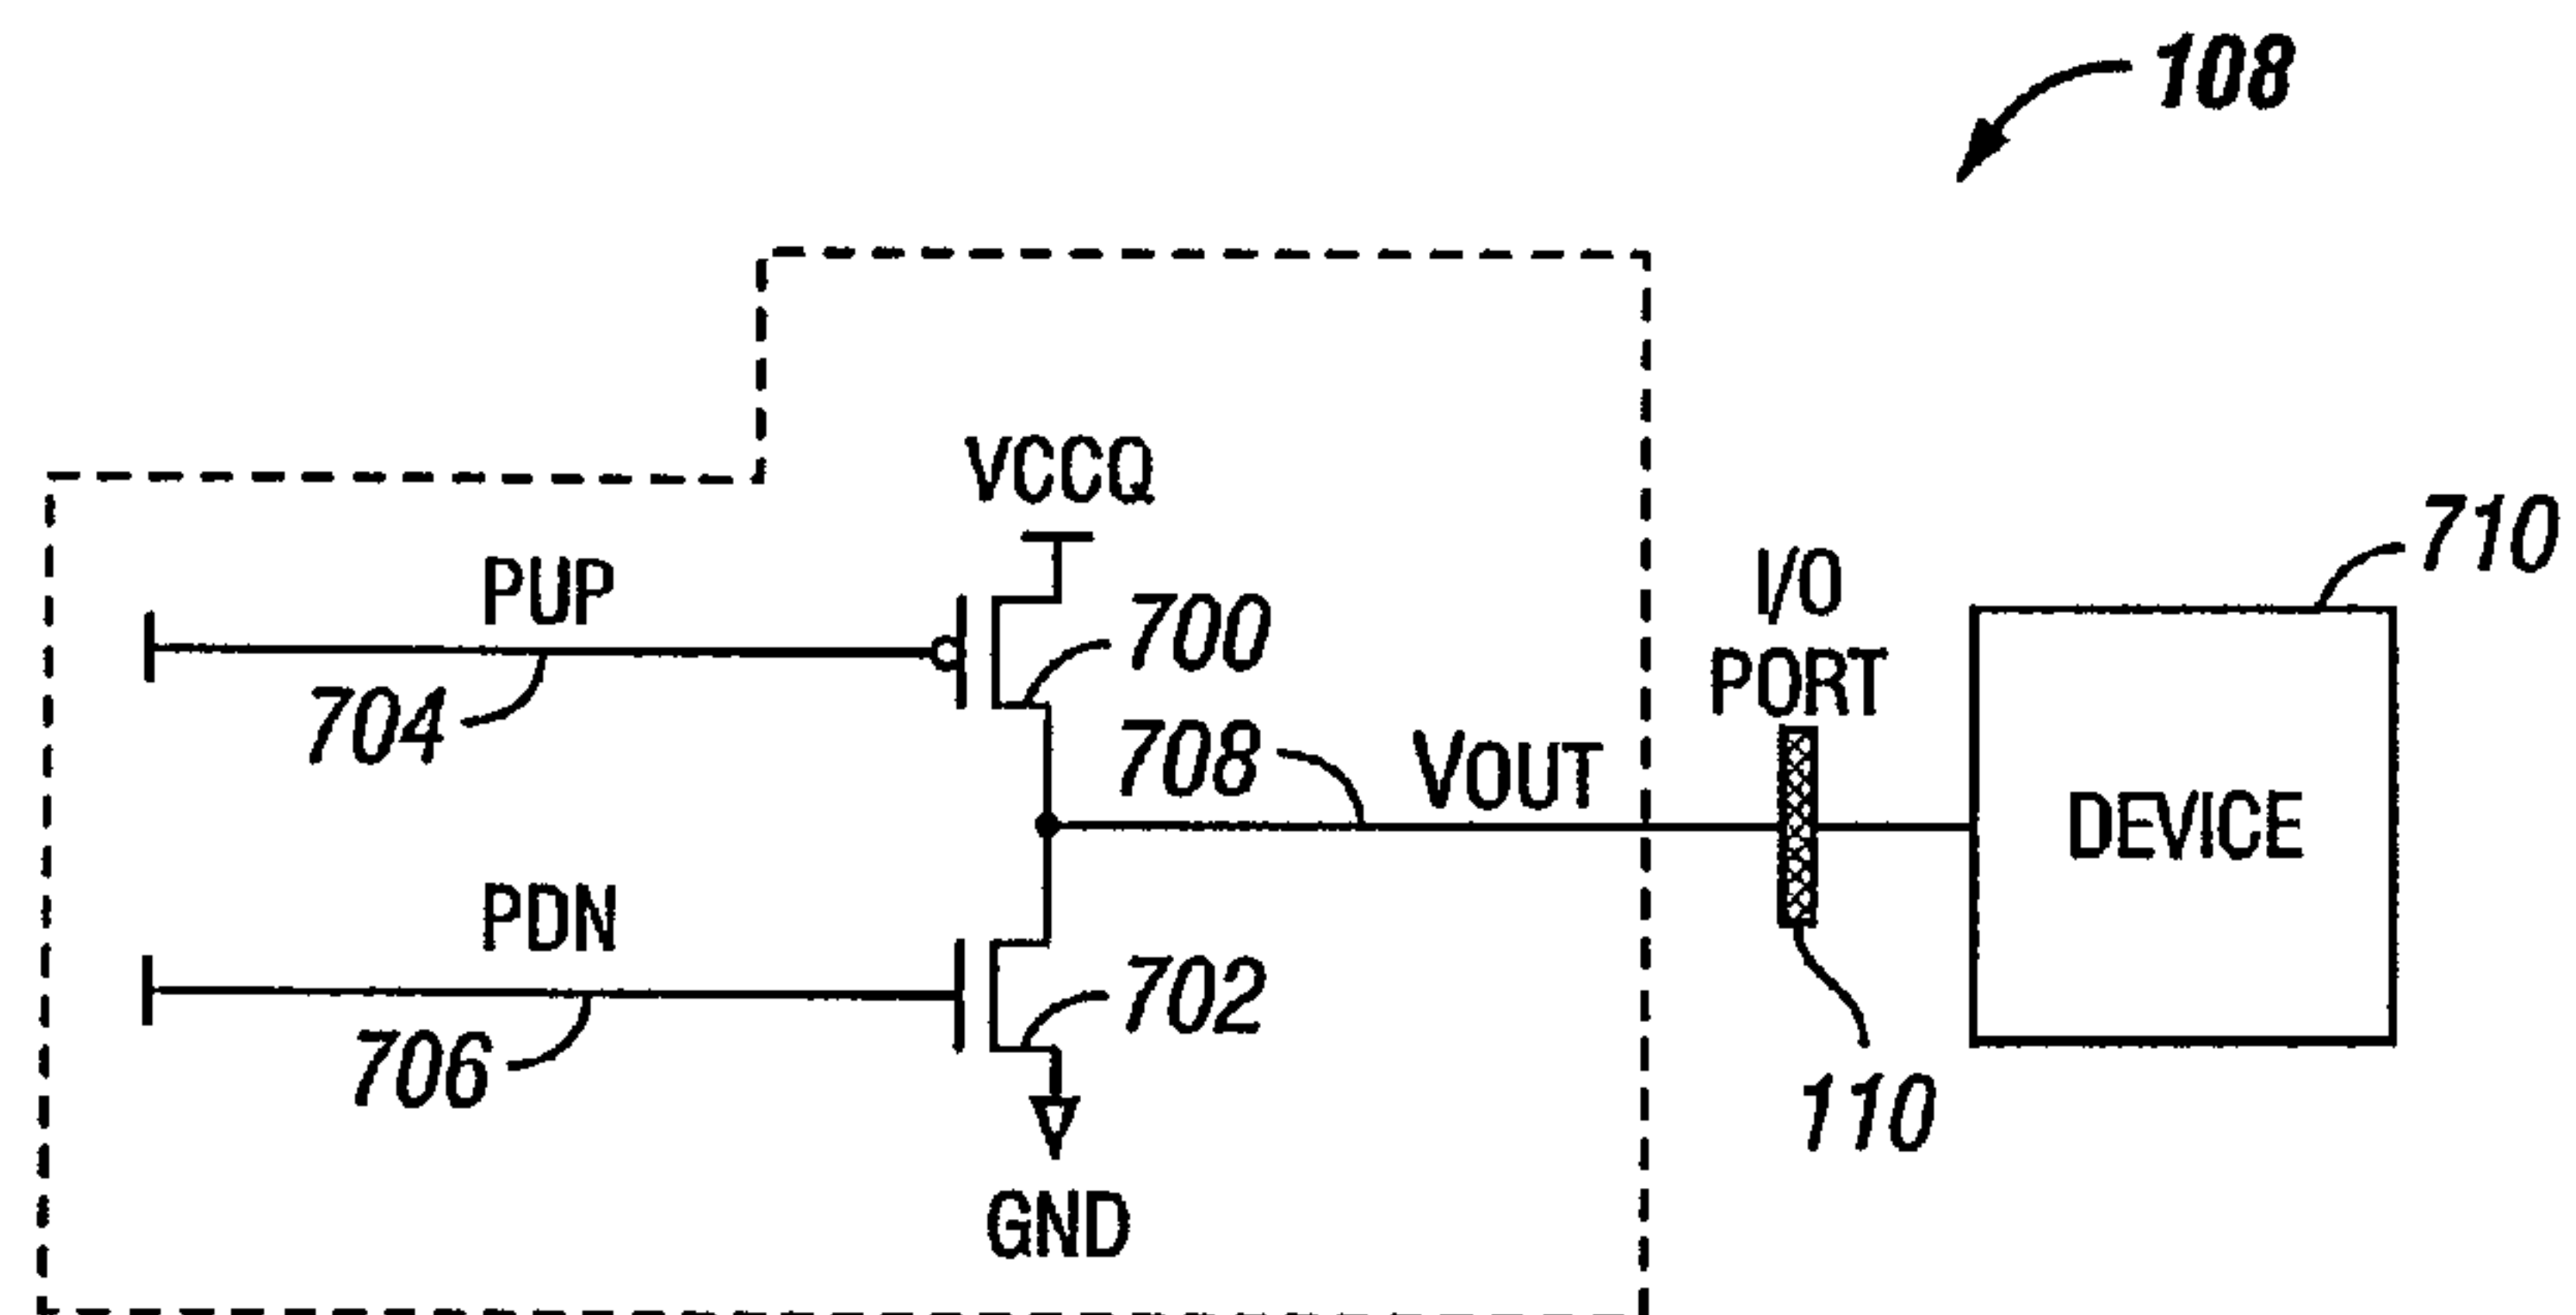 108
VCCQ
710
PUP
I/O
PORT
700
704
708
VOUT
DEVICE
PDN
702
706
110
GND